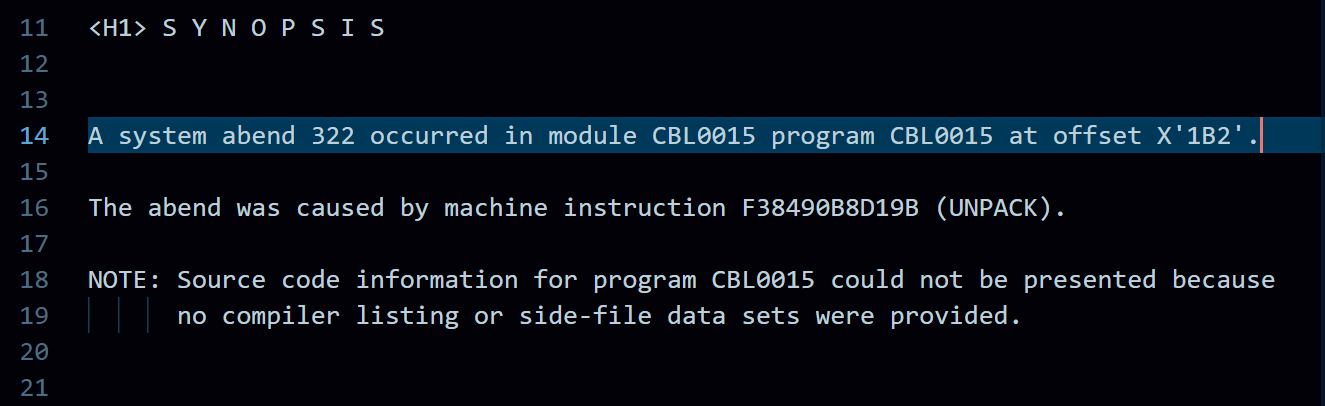 11 <H1> S Y N O P S I S
12
13
14 A system abend 322 occurred in module CBL0015 program CBL0015 at offset X'1B2'.
15
16 The abend was caused by machine instruction F38490B8D19B (UNPACK).
17
18 NOTE: Source code information for program CBL0015 could not be presented because
19 no compiler listing or side-file data sets were provided.
20
21